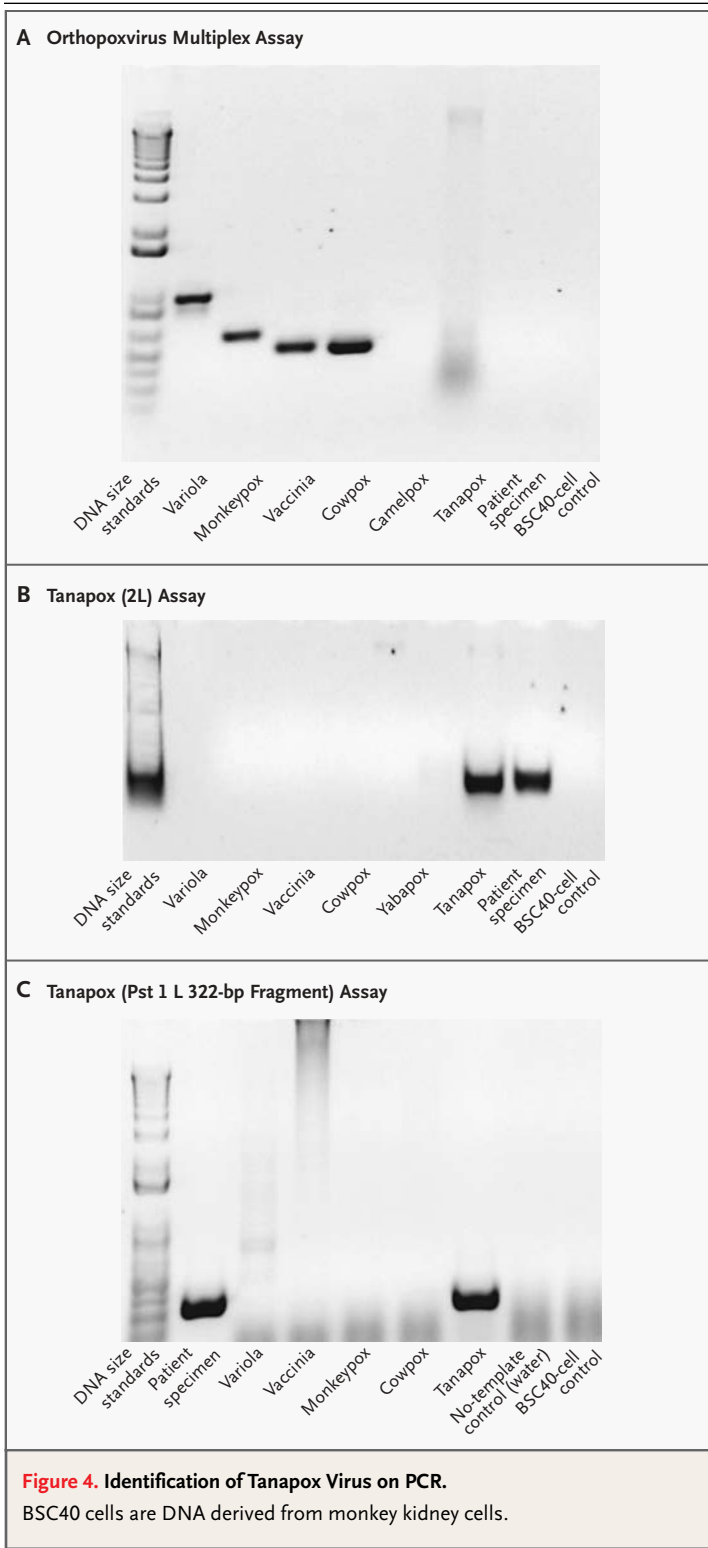 A Orthopoxvirus Multiplex Assay
DNA size
standards
Variola
Monkeypox
Vaccinia
Cowpox
Camelpox
Tanapox
Patient
specimen
BSC40-cell
control
B Tanapox (2L) Assay
DNA size
standards
Variola
Monkeypox
Vaccinia
Cowpox
Yabapox
Tanapox
Patient
specimen
BSC40-cell
control
C Tanapox (Pst 1 L 322-bp Fragment) Assay
DNA size
standards
Patient
specimen
Variola
Vaccinia
Monkeypox
Cowpox
Tanapox
No-template
control (water)
BSC40-cell
control
Figure 4. Identification of Tanapox Virus on PCR.
BSC40 cells are DNA derived from monkey kidney cells.